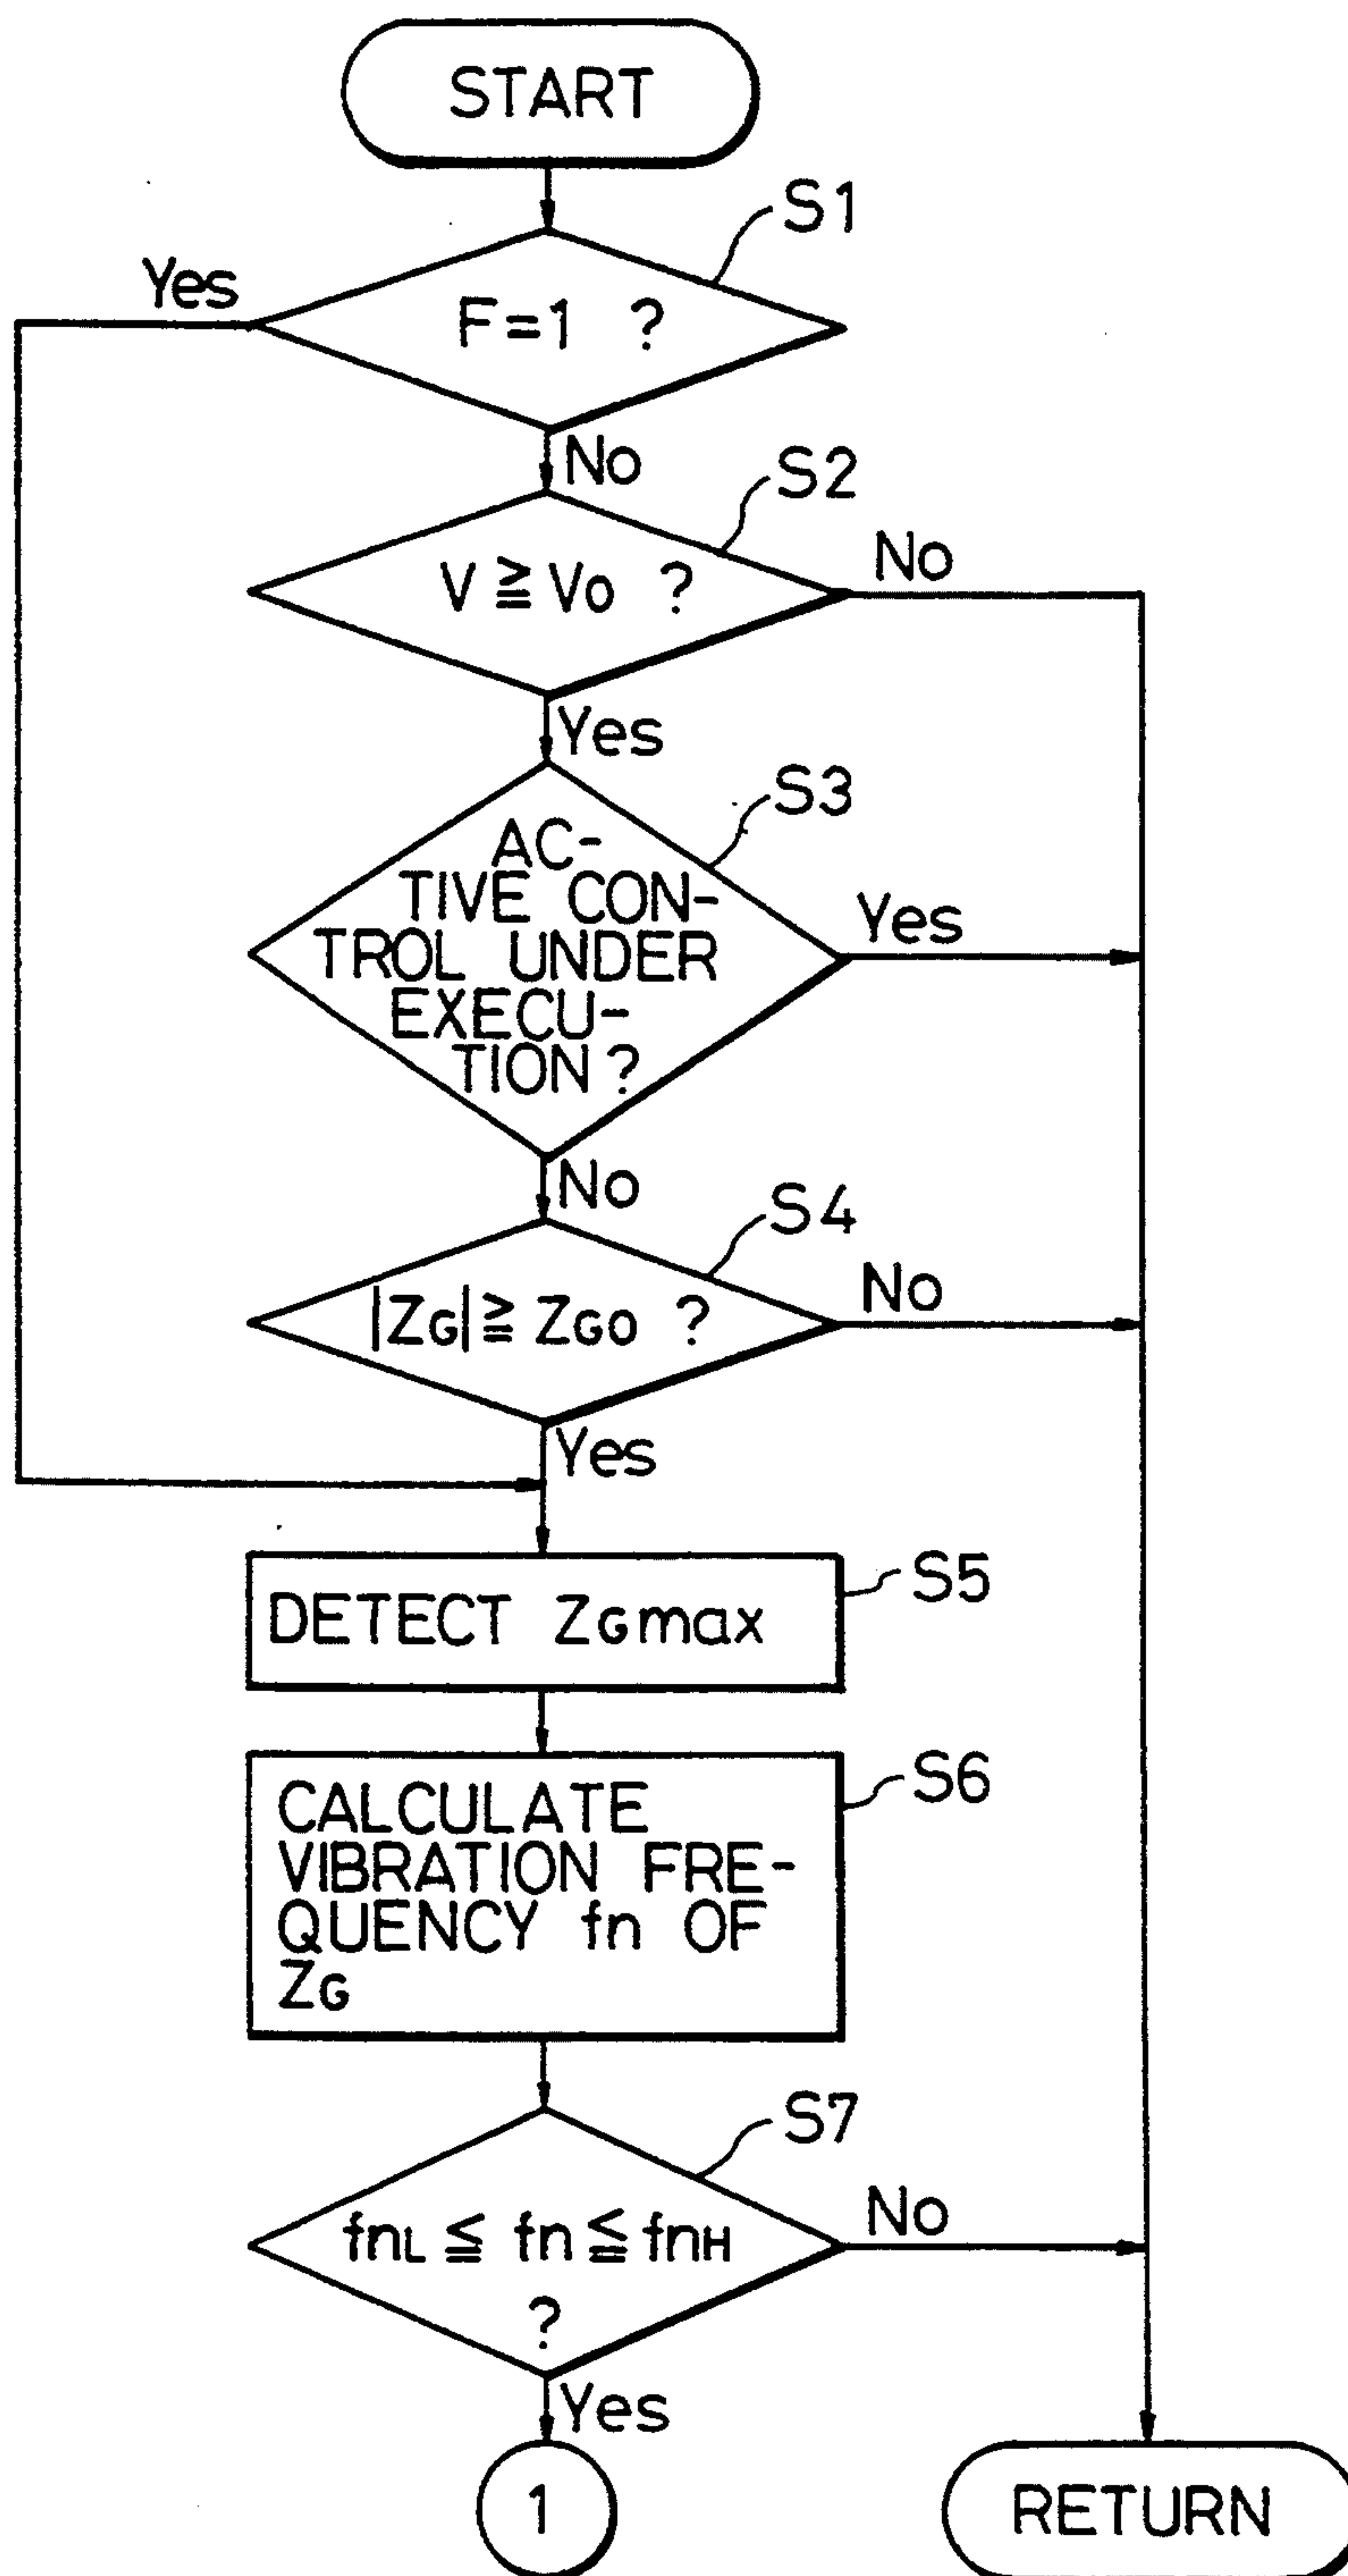 START
S1
Yes
F=1 ?
No
S2
V ≧ Vo ?
No
Yes
S3
AC-
TIVE CON-
TROL UNDER
EXECU-
TION ?
Yes
No
S4
|ZG| ≧ ZGO ?
No
Yes
S5
DETECT ZGmax
S6
CALCULATE
VIBRATION FRE-
QUENCY fn OF
ZG
S7
fnL ≦ fn ≦ fnH
?
No
Yes
1
RETURN